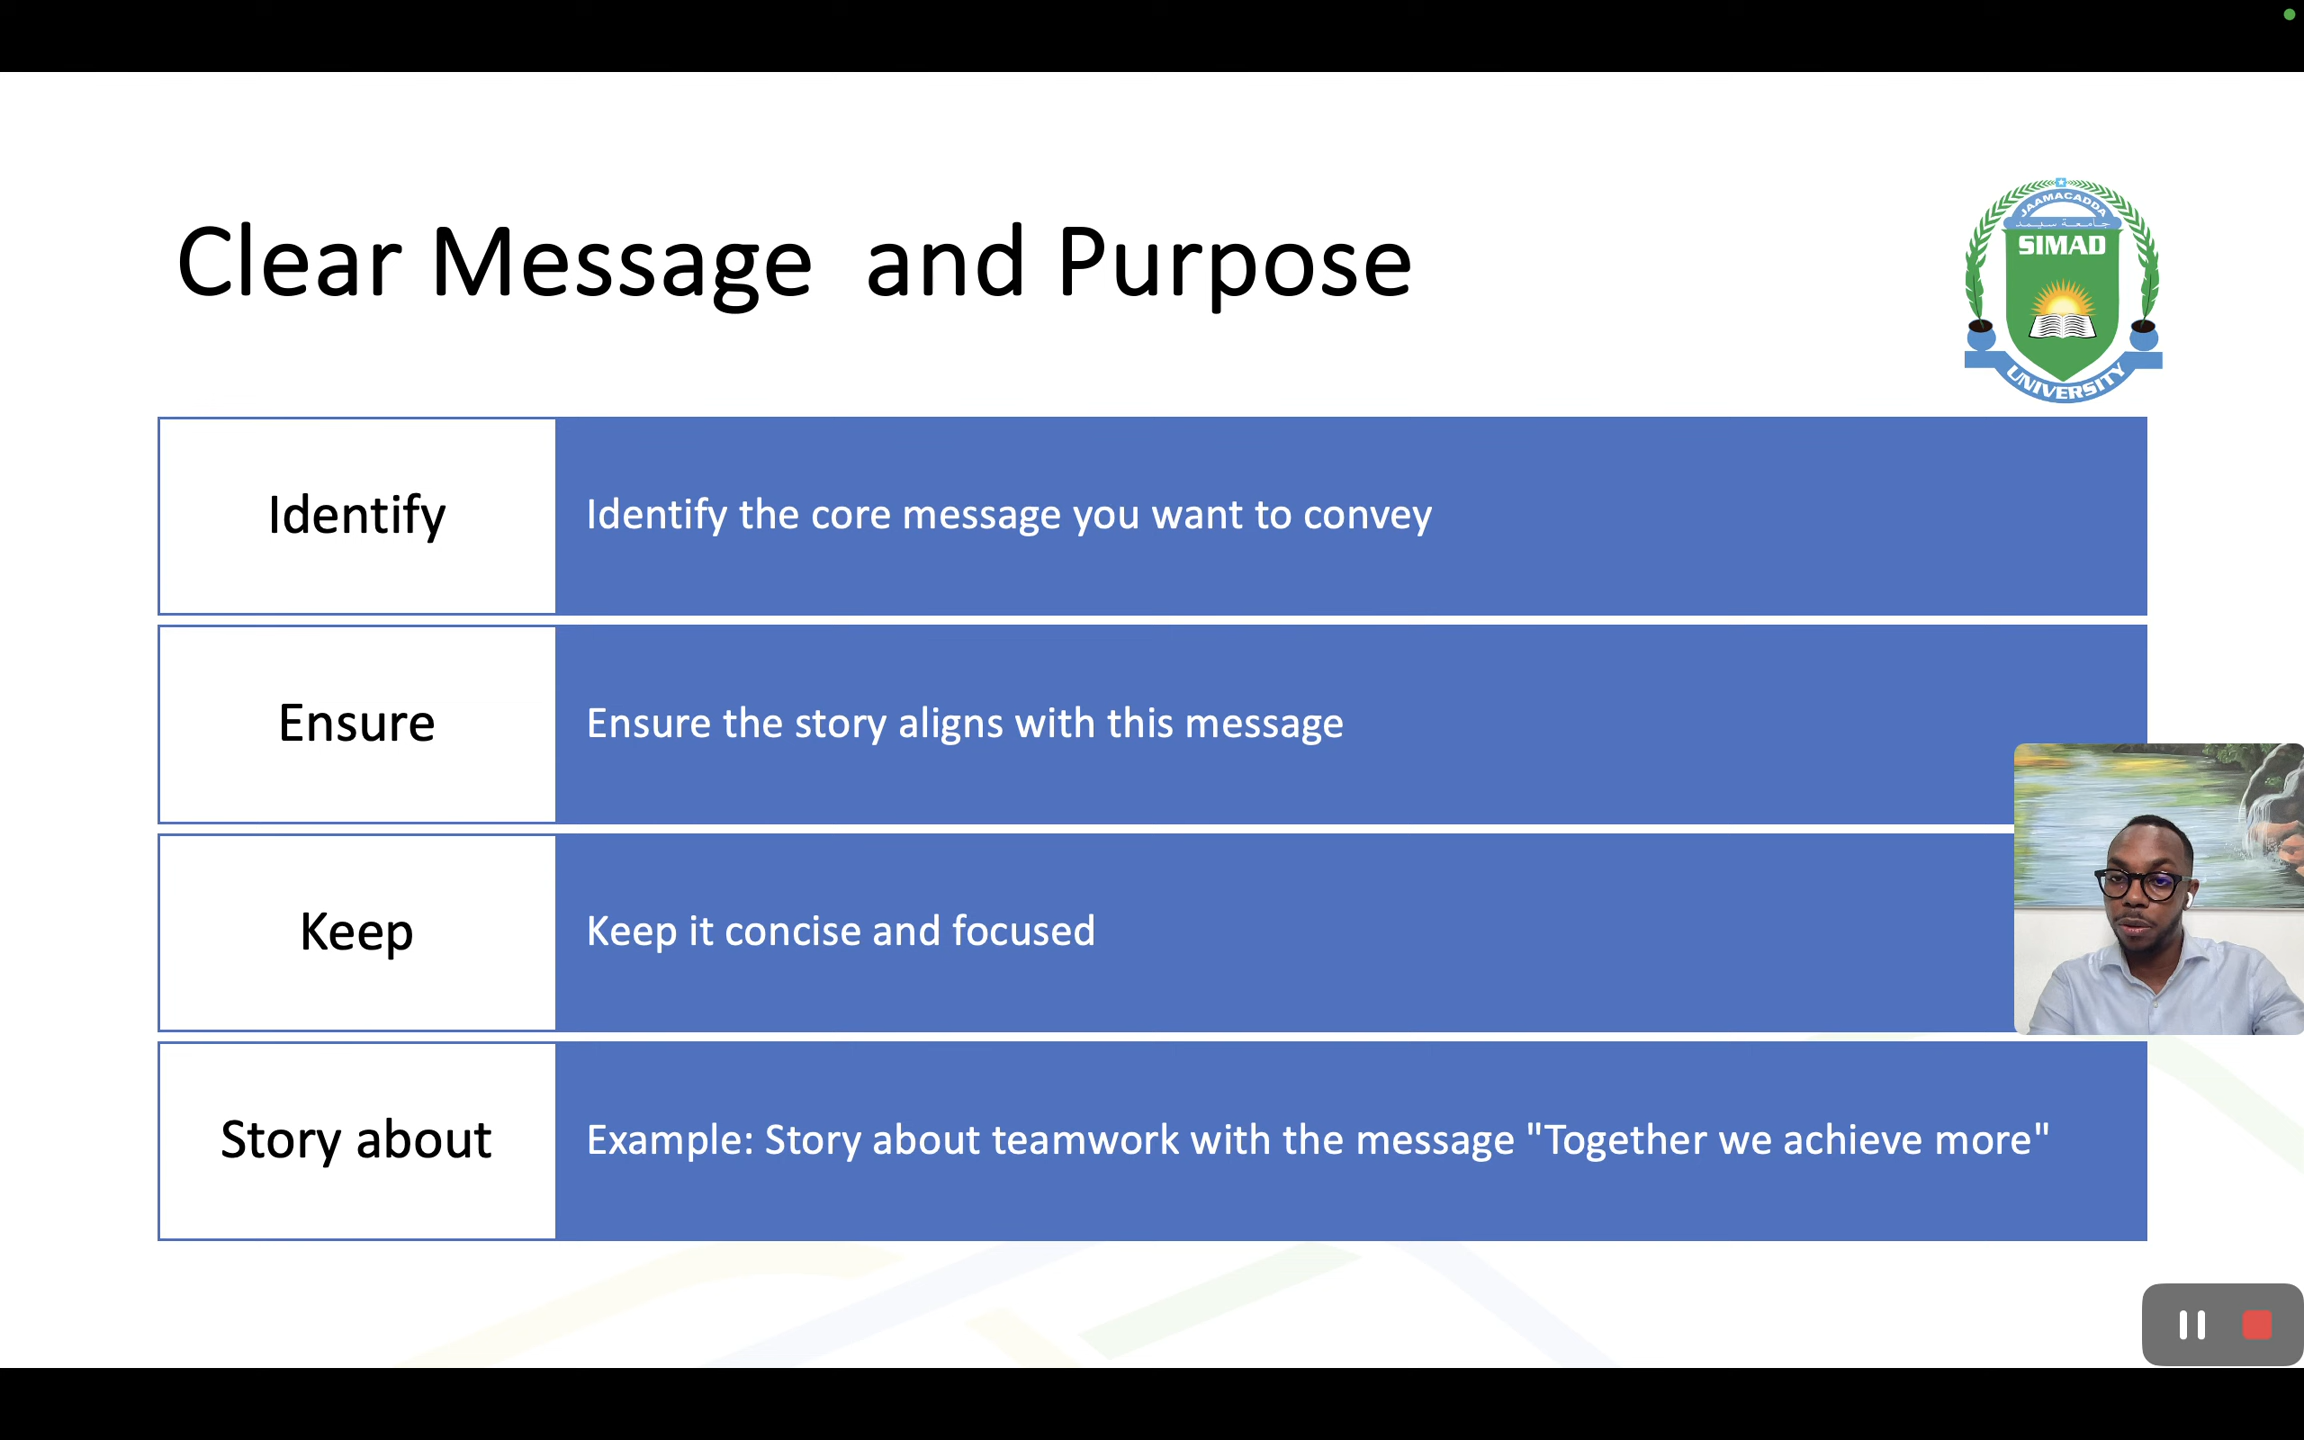 Clear Message  and Purpose
JAAMACADDA
جامعة سيمد
SIMAD
UNIVERSITY
Identify
Identify the core message you want to convey
Ensure
Ensure the story aligns with this message
Keep
Keep it concise and focused
Story about
Example: Story about teamwork with the message "Together we achieve more"